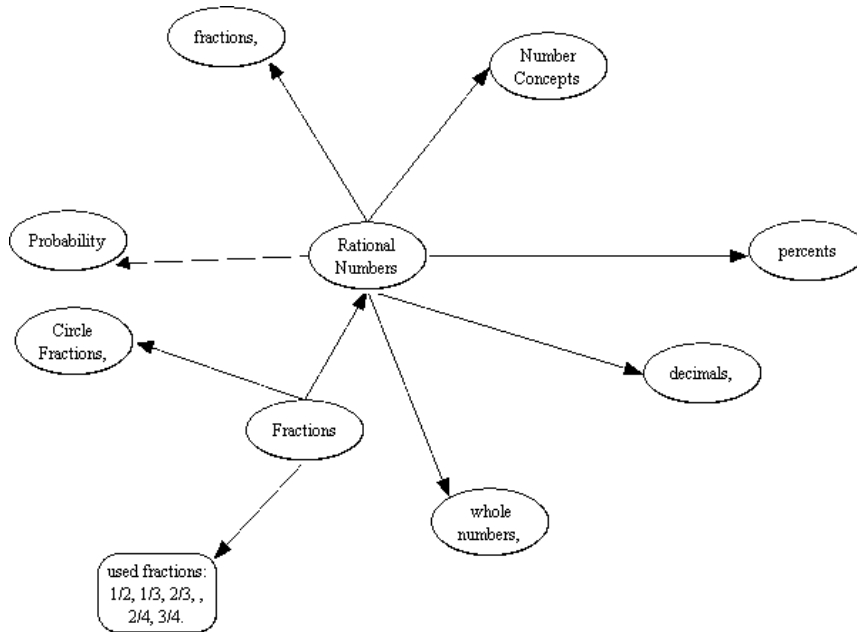 fractions,
Number
Concepts
Probability
Rational
Numbers
percents
Circle
Fractions,
decimals,
Fractions
whole
numbers,
used fractions:
1/2, 1/3, 2/3, ,
2/4, 3/4.